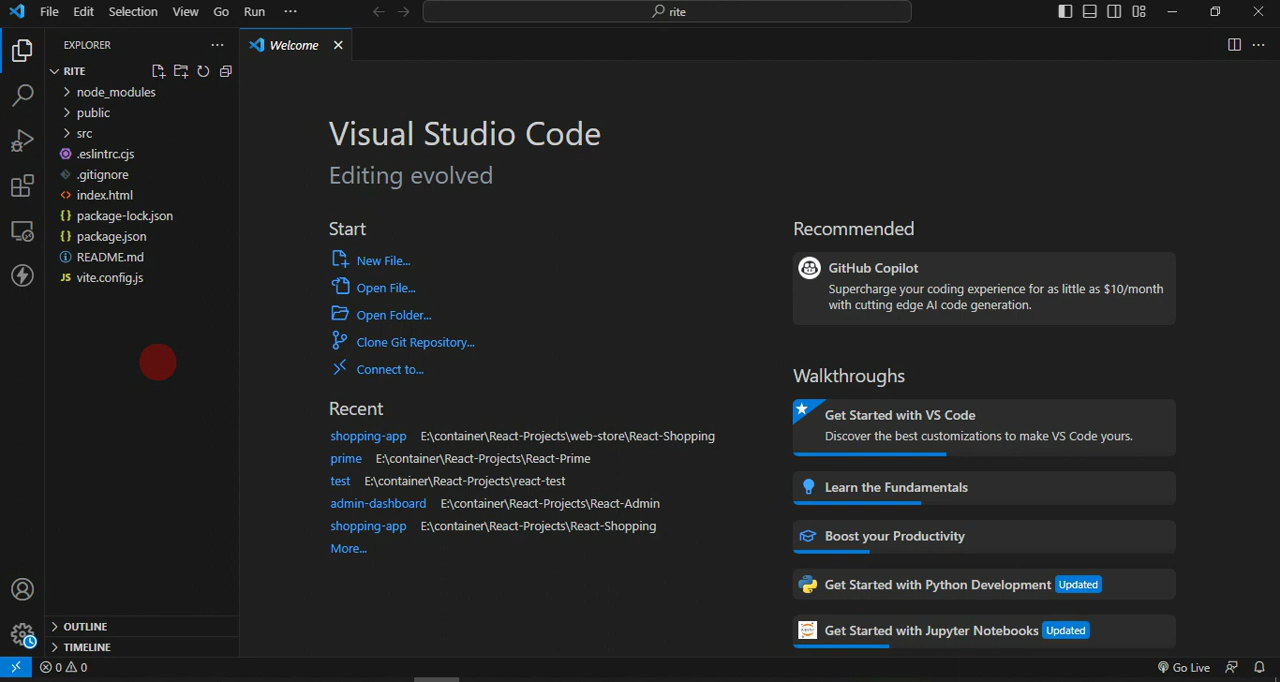 File Edit Selection View Go Run ··· rite
EXPLORER ···
Welcome
RITE
node_modules
public
src
.eslintrc.cjs
.gitignore
index.html
package-lock.json
package.json
README.md
JS vite.config.js
OUTLINE
TIMELINE
Visual Studio Code
Editing evolved
Start
New File...
Open File...
Open Folder...
Clone Git Repository...
Connect to...
Recent
shopping-app E:\container\React-Projects\web-store\React-Shopping
prime E:\container\React-Projects\React-Prime
test E:\container\React-Projects\react-test
admin-dashboard E:\container\React-Projects\React-Admin
shopping-app E:\container\React-Projects\React-Shopping
More...
Recommended
GitHub Copilot
Supercharge your coding experience for as little as $10/month
with cutting edge AI code generation.
Walkthroughs
Get Started with VS Code
Discover the best customizations to make VS Code yours.
Learn the Fundamentals
Boost your Productivity
Get Started with Python Development Updated
Get Started with Jupyter Notebooks Updated
0 0 Go Live